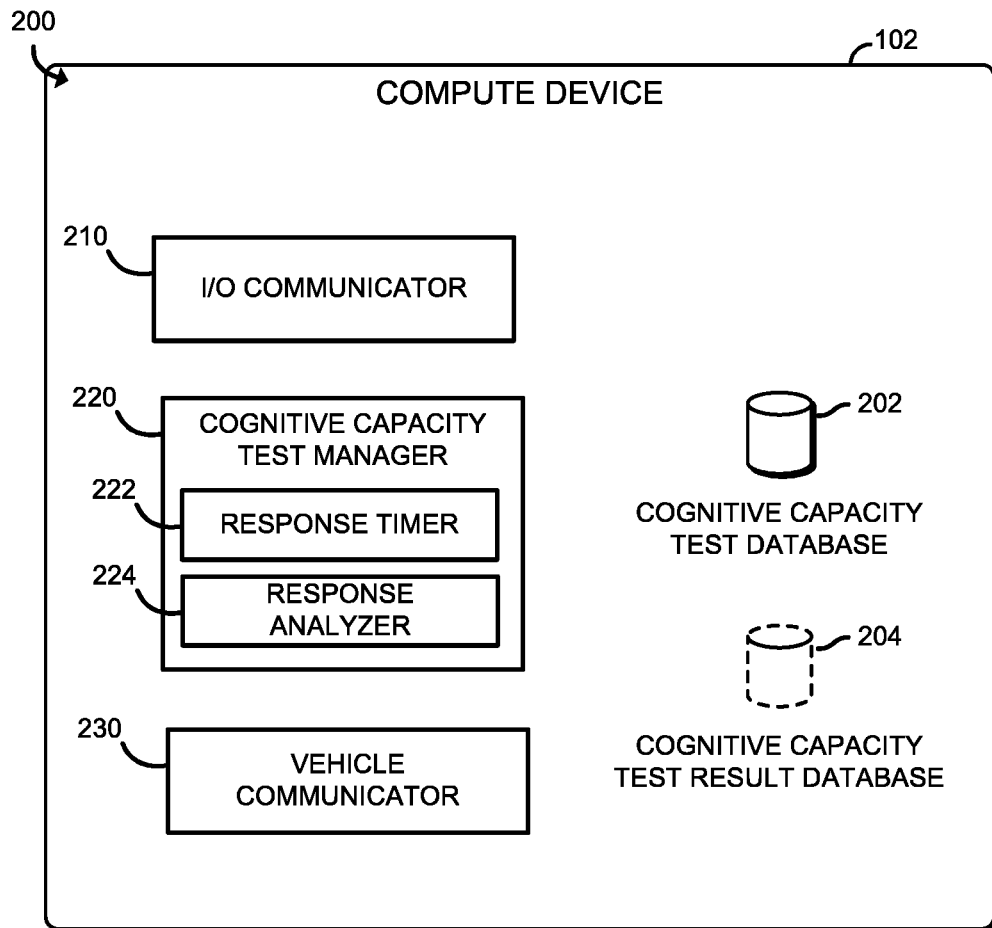 200
102
COMPUTE DEVICE
210
I/O COMMUNICATOR
220
COGNITIVE CAPACITY
TEST MANAGER
222
RESPONSE TIMER
224
RESPONSE
ANALYZER
230
VEHICLE
COMMUNICATOR
202
COGNITIVE CAPACITY
TEST DATABASE
204
COGNITIVE CAPACITY
TEST RESULT DATABASE